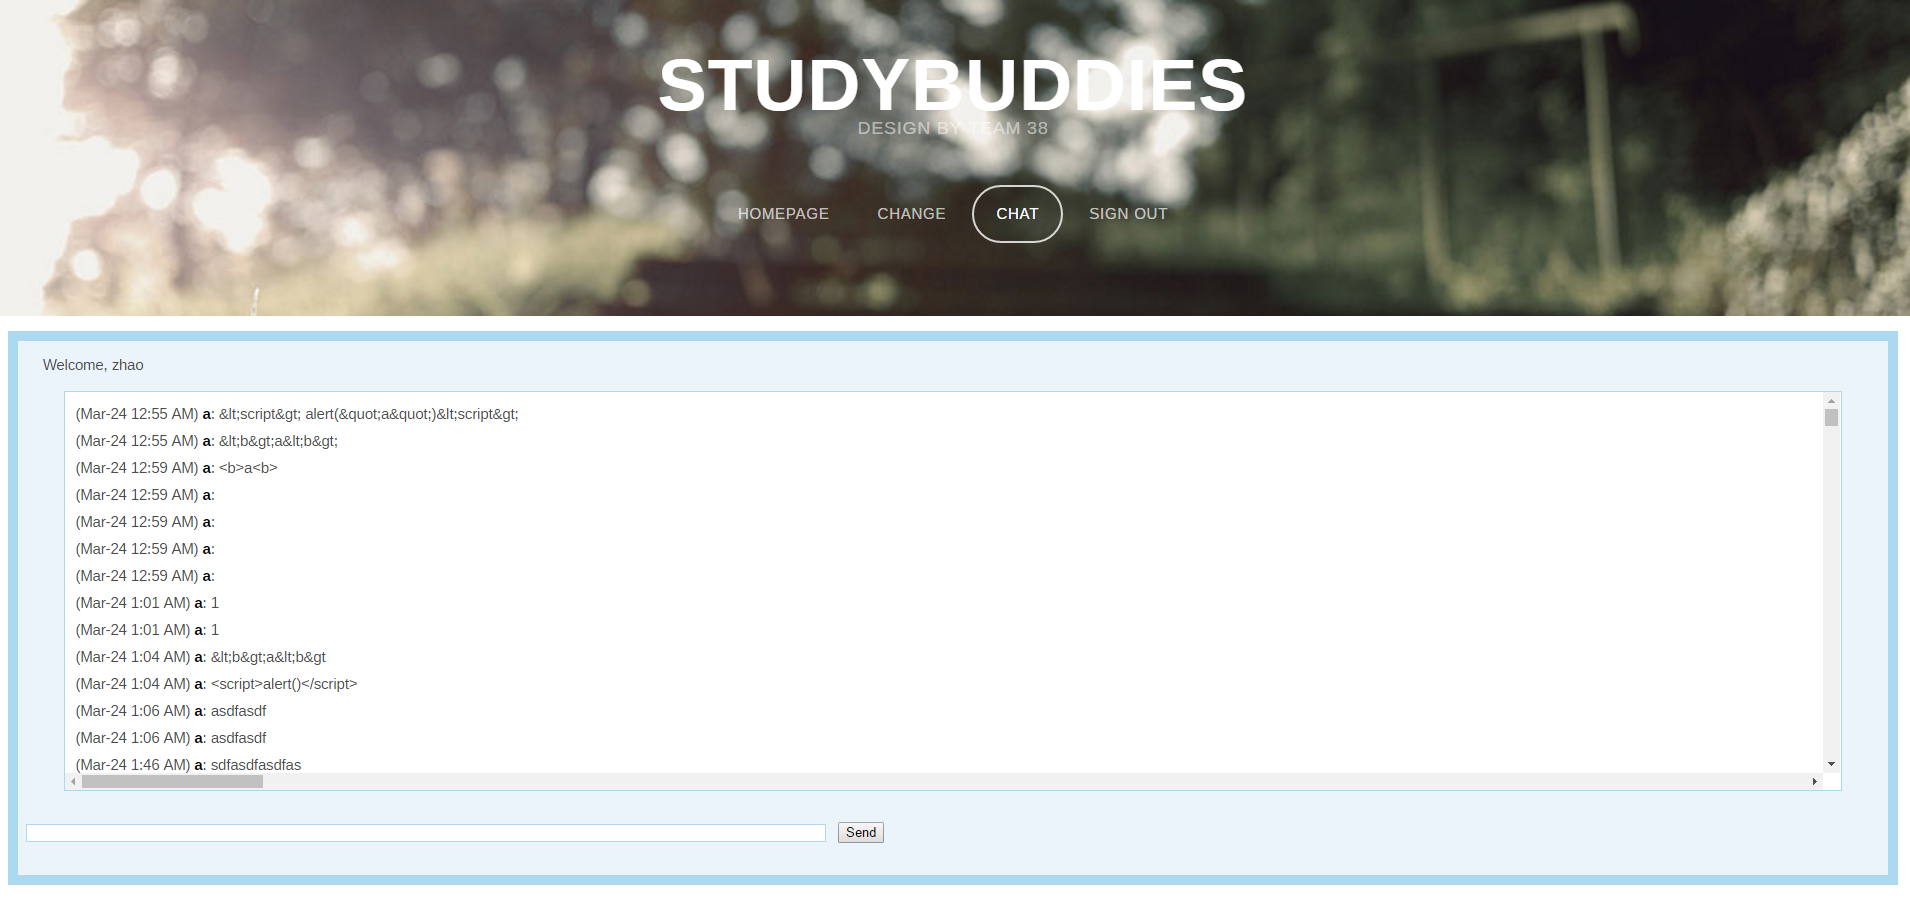 STUDYBUDDIES
DESIGN BY TEAM 38
HOMEPAGE CHANGE CHAT SIGN OUT
Welcome, zhao
(Mar-24 12:55 AM) a: &lt;script&gt; alert(&quot;a&quot;)&lt;script&gt;
(Mar-24 12:55 AM) a: &lt;b&gt;a&lt;b&gt;
(Mar-24 12:59 AM) a: <b>a<b>
(Mar-24 12:59 AM) a:
(Mar-24 12:59 AM) a:
(Mar-24 12:59 AM) a:
(Mar-24 12:59 AM) a:
(Mar-24 1:01 AM) a: 1
(Mar-24 1:01 AM) a: 1
(Mar-24 1:04 AM) a: &lt;b&gt;a&lt;b&gt
(Mar-24 1:04 AM) a: <script>alert()</script>
(Mar-24 1:06 AM) a: asdfasdf
(Mar-24 1:06 AM) a: asdfasdf
(Mar-24 1:46 AM) a: sdfasdfasdfas
Send